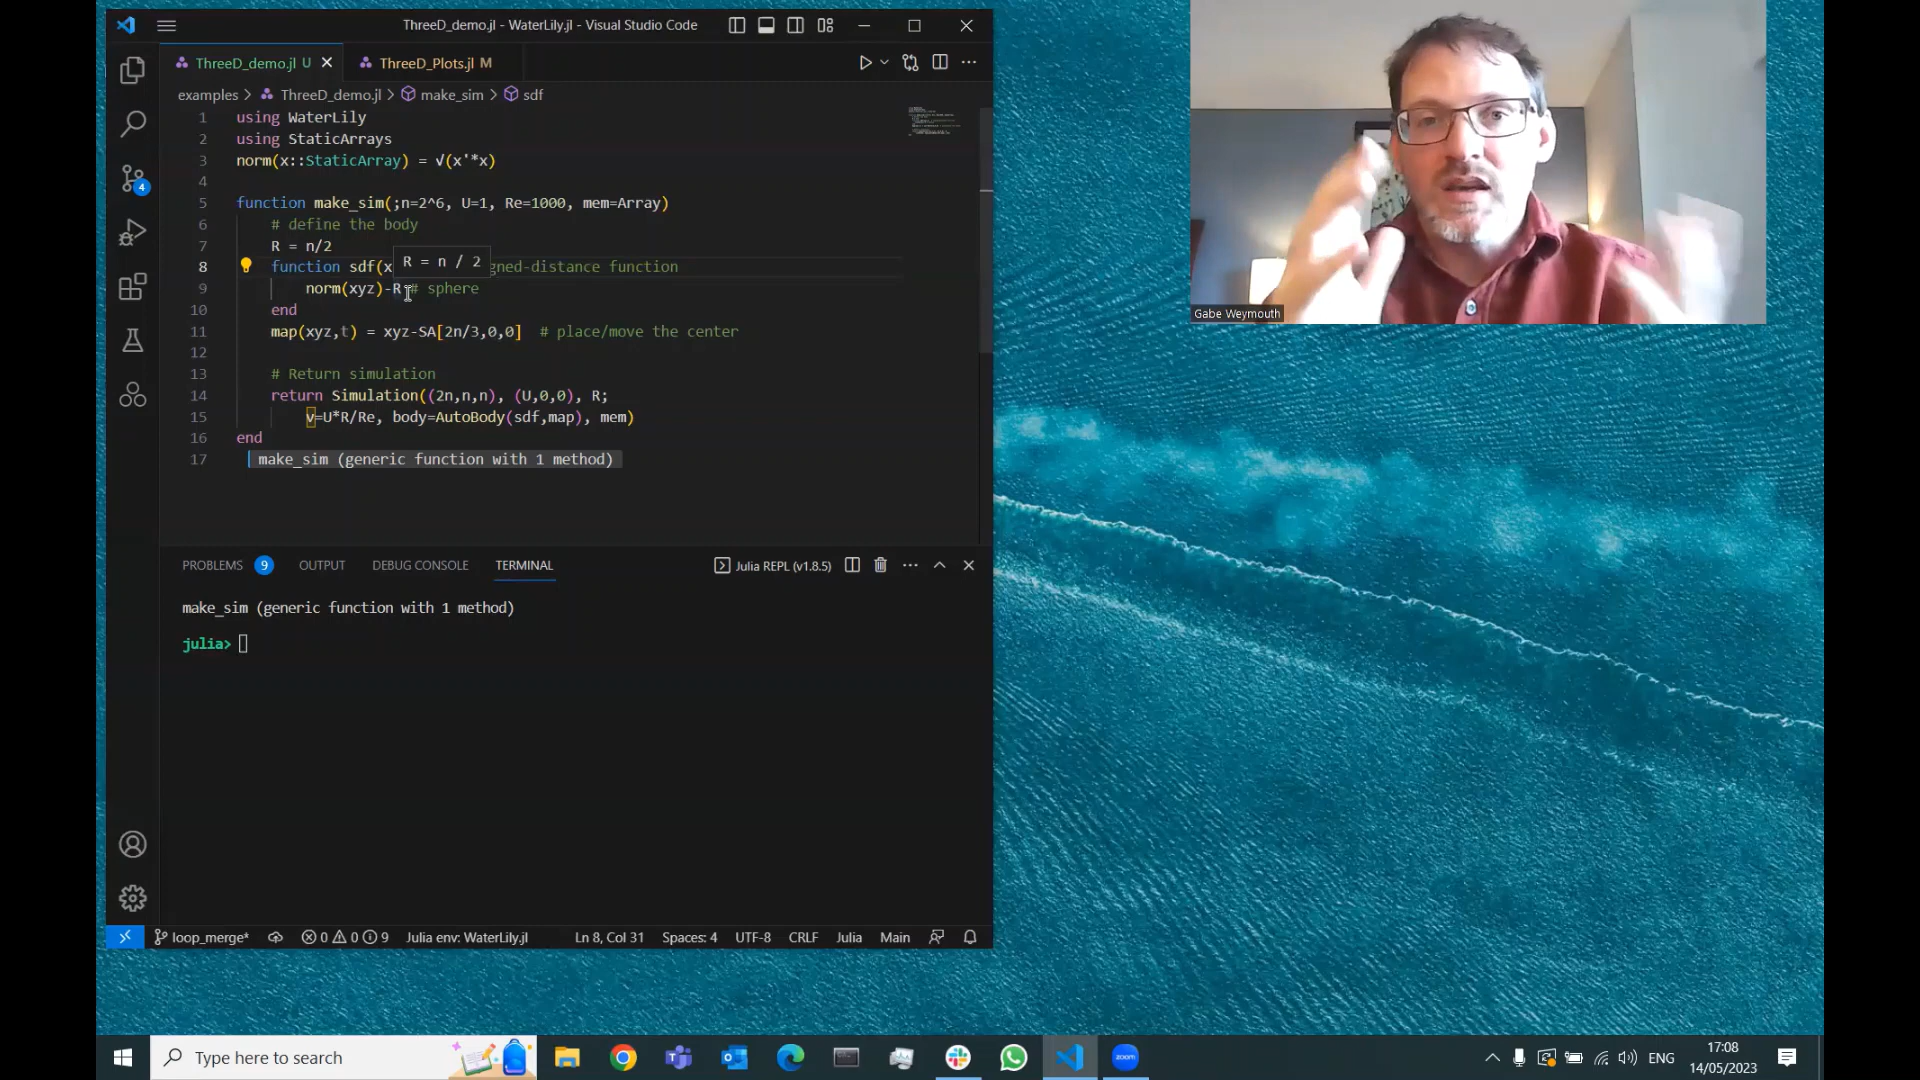 ThreeD_demo.jl - WaterLily.jl - Visual Studio Code
ThreeD_demo.jl U
ThreeD_Plots.jl M
examples > ThreeD_demo.jl > make_sim > sdf
1 using WaterLily
2 using StaticArrays
3 norm(x::StaticArray) = √(x'*x)
4
5 function make_sim(;n=2^6, U=1, Re=1000, mem=Array)
6 # define the body
7 R = n/2
R = n / 2
8 function sdf(x gned-distance function
9 norm(xyz)-R # sphere
10 end
11 map(xyz,t) = xyz-SA[2n/3,0,0] # place/move the center
12
13 # Return simulation
14 return Simulation((2n,n,n), (U,0,0), R;
15 ν=U*R/Re, body=AutoBody(sdf,map), mem)
16 end
17 make_sim (generic function with 1 method)
4
PROBLEMS 9 OUTPUT DEBUG CONSOLE TERMINAL Julia REPL (v1.8.5)
make_sim (generic function with 1 method)
julia>
loop_merge* 0 0 9 Julia env: WaterLily.jl Ln 8, Col 31 Spaces: 4 UTF-8 CRLF Julia Main
Gabe Weymouth
Type here to search
zoom
ENG
17:08
14/05/2023